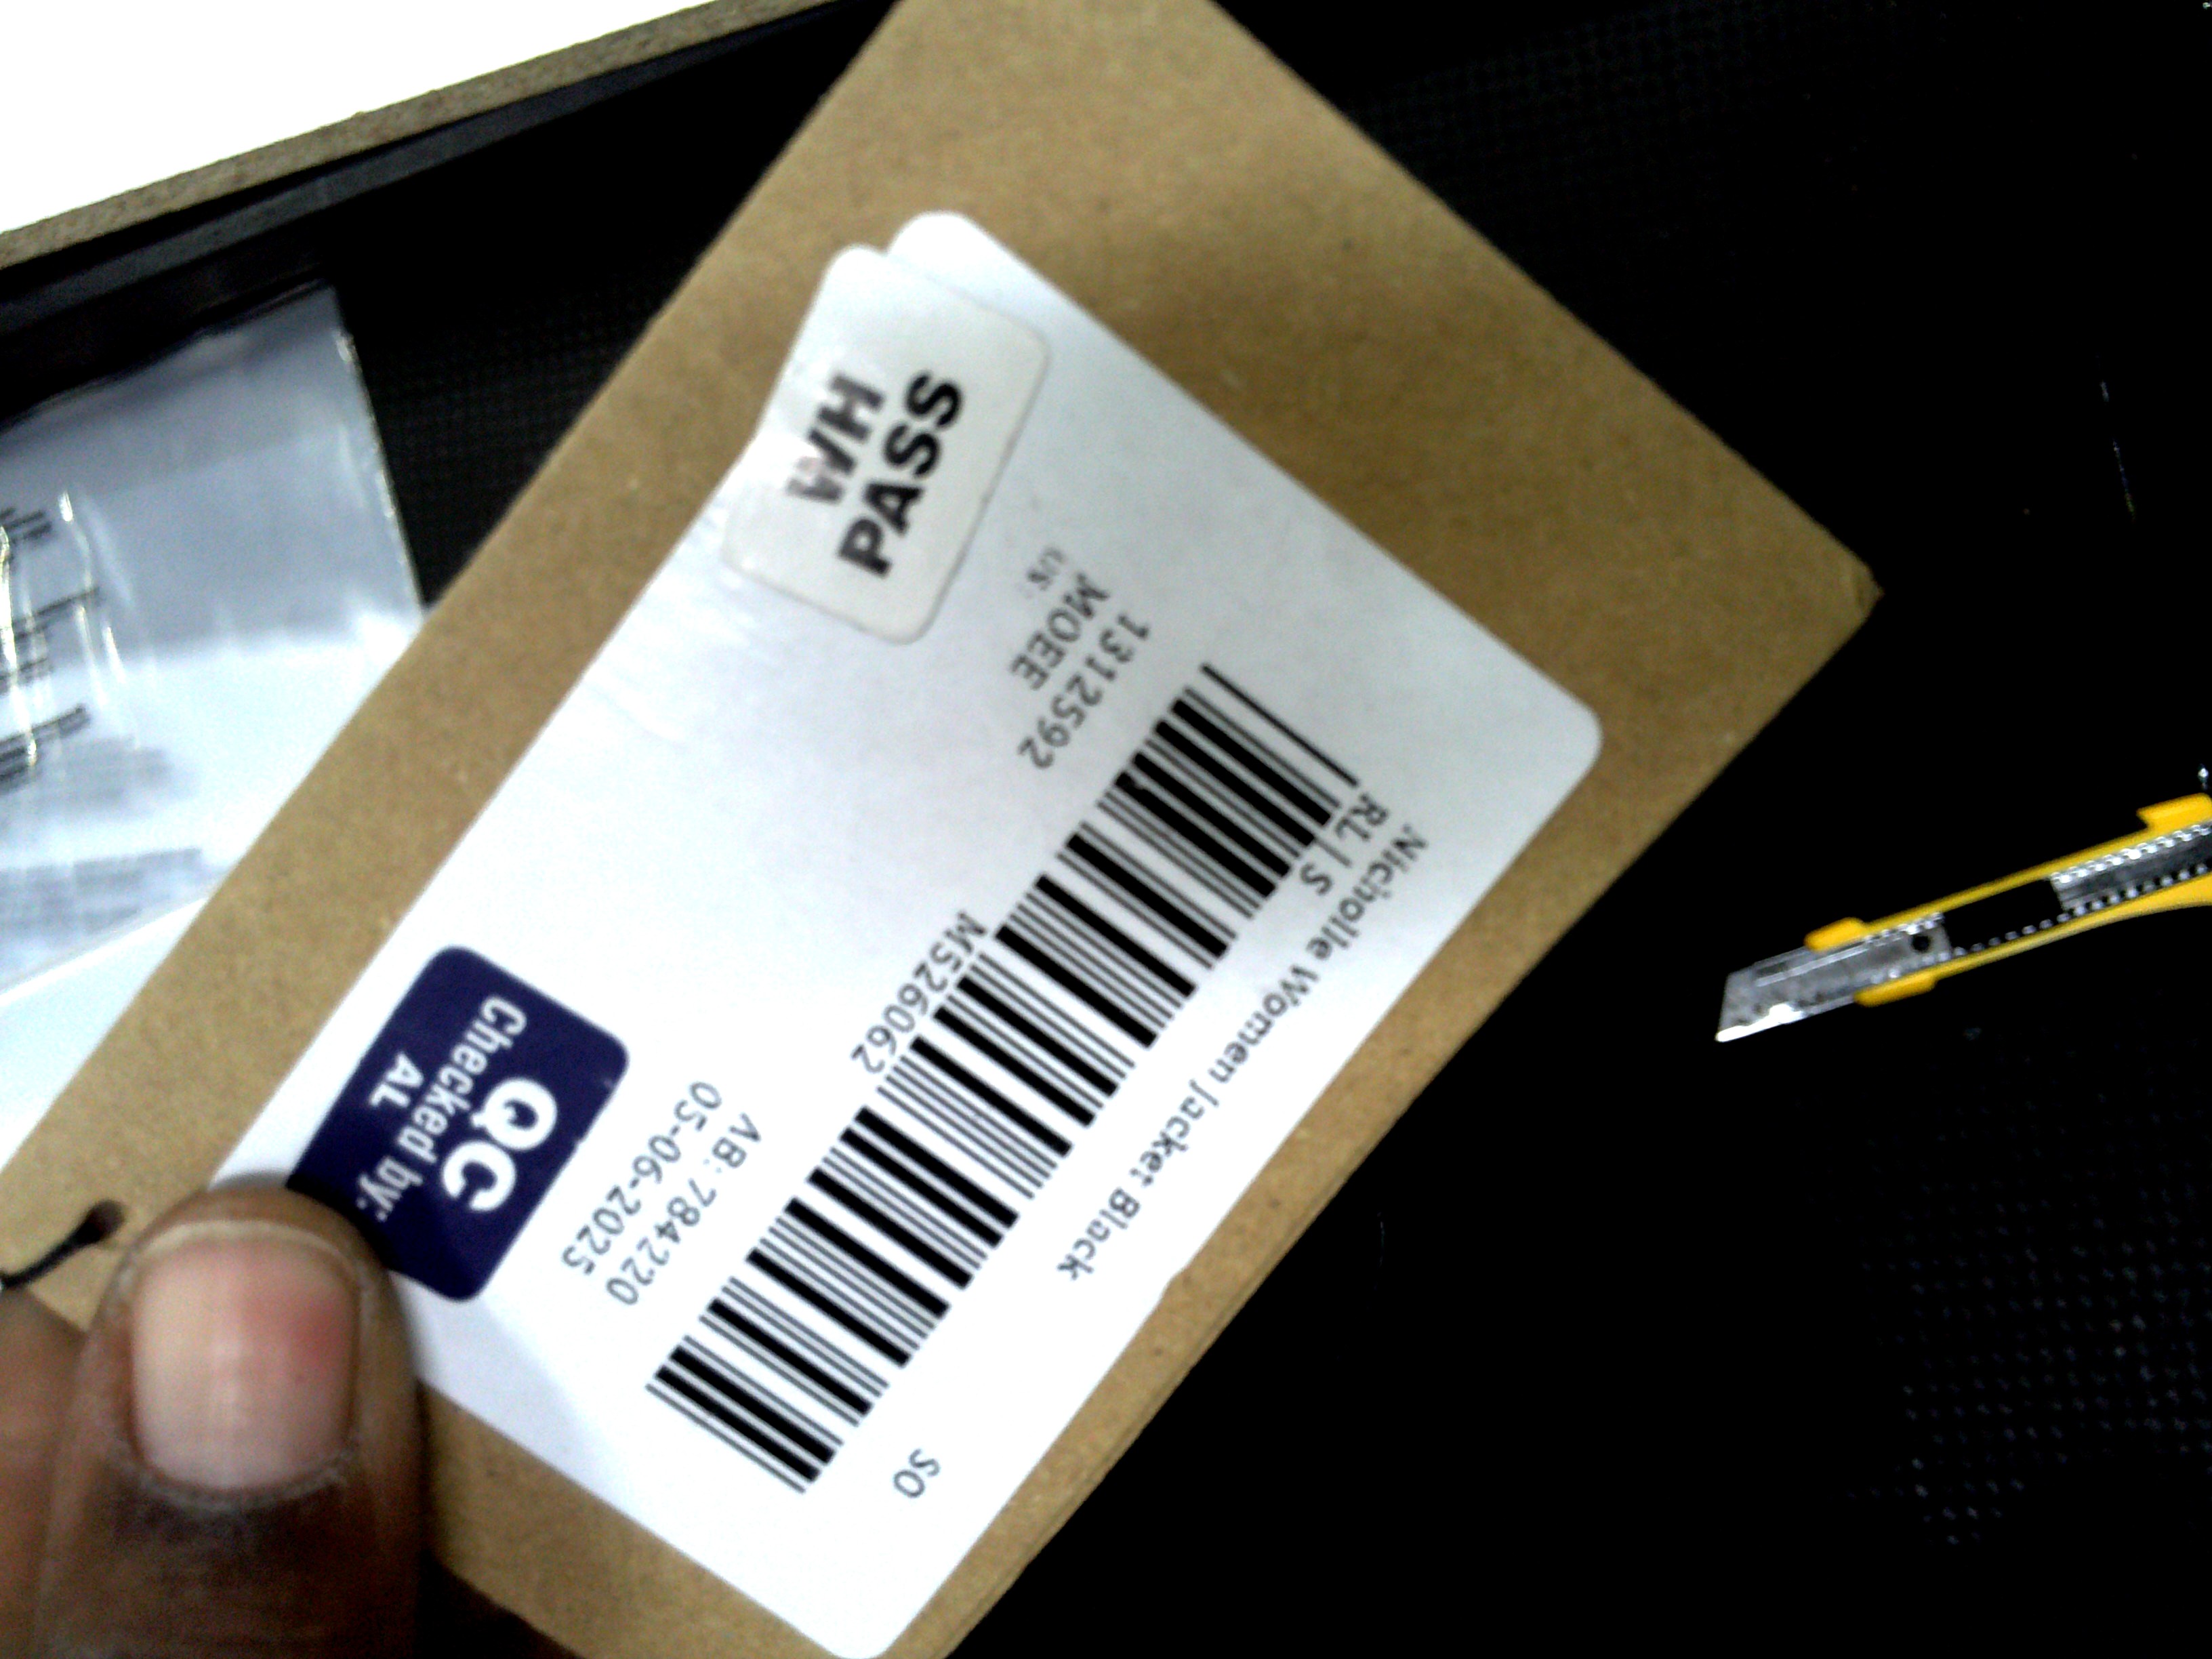 WH
PASS
Nicholle Women Jacket Black
RL | S
SO
M526062
1312592
MOEE
US:
AB: 784220
05-06-2025
QC
Checked by:
AL